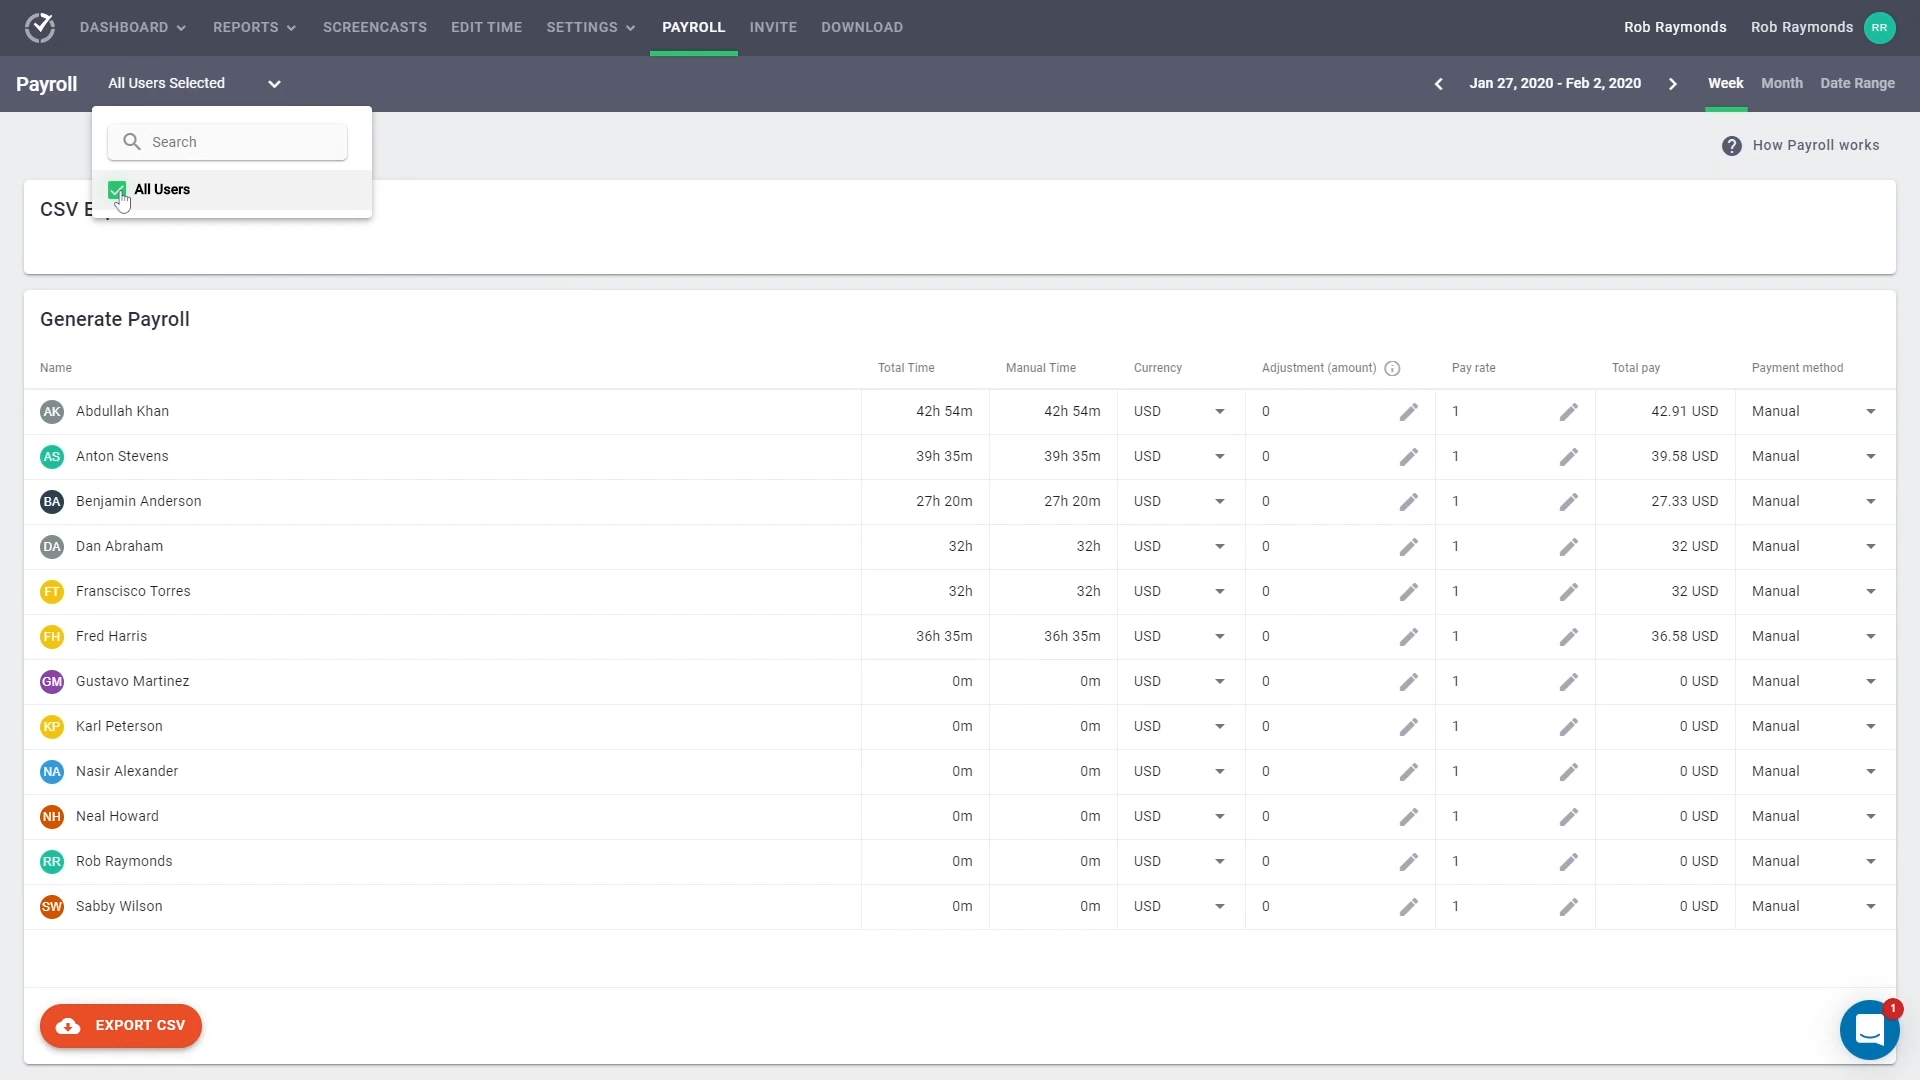 DASHBOARD REPORTS SCREENCASTS EDIT TIME SETTINGS PAYROLL INVITE DOWNLOAD Rob Raymonds Rob Raymonds RR
Payroll All Users Selected Jan 27, 2020 - Feb 2, 2020 Week Month Date Range
Search
? How Payroll works
All Users
CSV E
Generate Payroll
Name Total Time Manual Time Currency Adjustment (amount) Pay rate Total pay Payment method
AK Abdullah Khan 42h 54m 42h 54m USD 0 1 42.91 USD Manual
AS Anton Stevens 39h 35m 39h 35m USD 0 1 39.58 USD Manual
BA Benjamin Anderson 27h 20m 27h 20m USD 0 1 27.33 USD Manual
DA Dan Abraham 32h 32h USD 0 1 32 USD Manual
FT Franscisco Torres 32h 32h USD 0 1 32 USD Manual
FH Fred Harris 36h 35m 36h 35m USD 0 1 36.58 USD Manual
GM Gustavo Martinez 0m 0m USD 0 1 0 USD Manual
KP Karl Peterson 0m 0m USD 0 1 0 USD Manual
NA Nasir Alexander 0m 0m USD 0 1 0 USD Manual
NH Neal Howard 0m 0m USD 0 1 0 USD Manual
RR Rob Raymonds 0m 0m USD 0 1 0 USD Manual
SW Sabby Wilson 0m 0m USD 0 1 0 USD Manual
EXPORT CSV
1